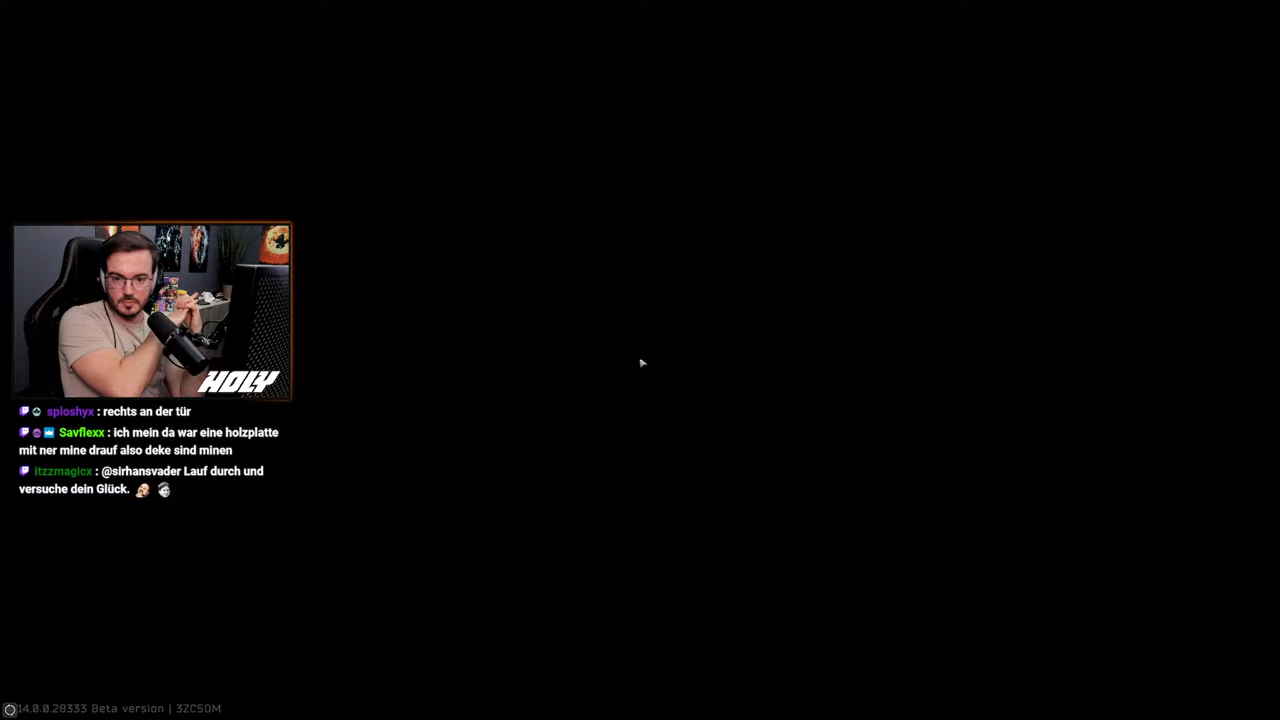 HOLY
sploshyx : rechts an der tür
Savflexx : ich mein da war eine holzplatte
mit ner mine drauf also deke sind minen
itzzmagicx : @sirhansvader Lauf durch und
versuche dein Glück.
14.0.0.28333 Beta version | 3ZC5DM